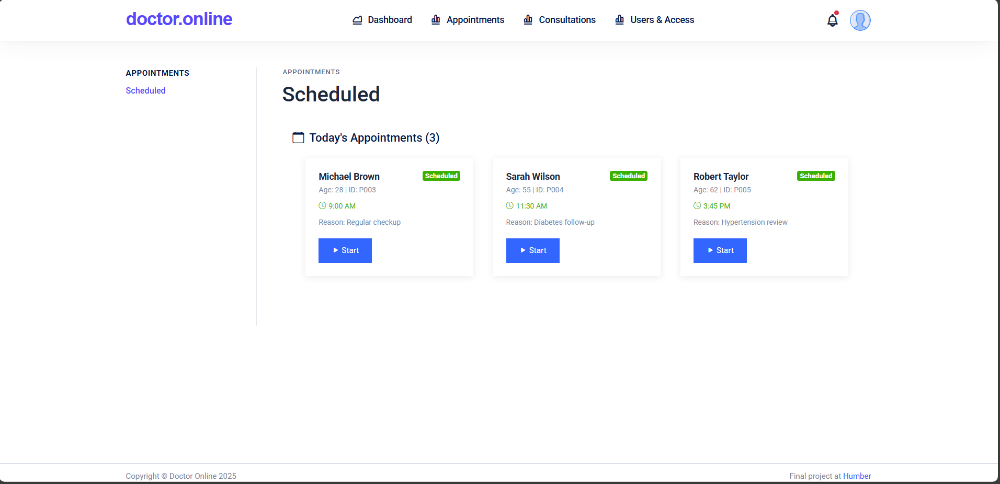 doctor.online
Dashboard
Appointments
Consultations
Users & Access
APPOINTMENTS
Scheduled
APPOINTMENTS
Scheduled
Today's Appointments (3)
Michael Brown
Scheduled
Age: 28 | ID: P003
9:00 AM
Reason: Regular checkup
Start
Sarah Wilson
Scheduled
Age: 55 | ID: P004
11:30 AM
Reason: Diabetes follow-up
Start
Robert Taylor
Scheduled
Age: 62 | ID: P005
3:45 PM
Reason: Hypertension review
Start
Copyright © Doctor Online 2025
Final project at Humber